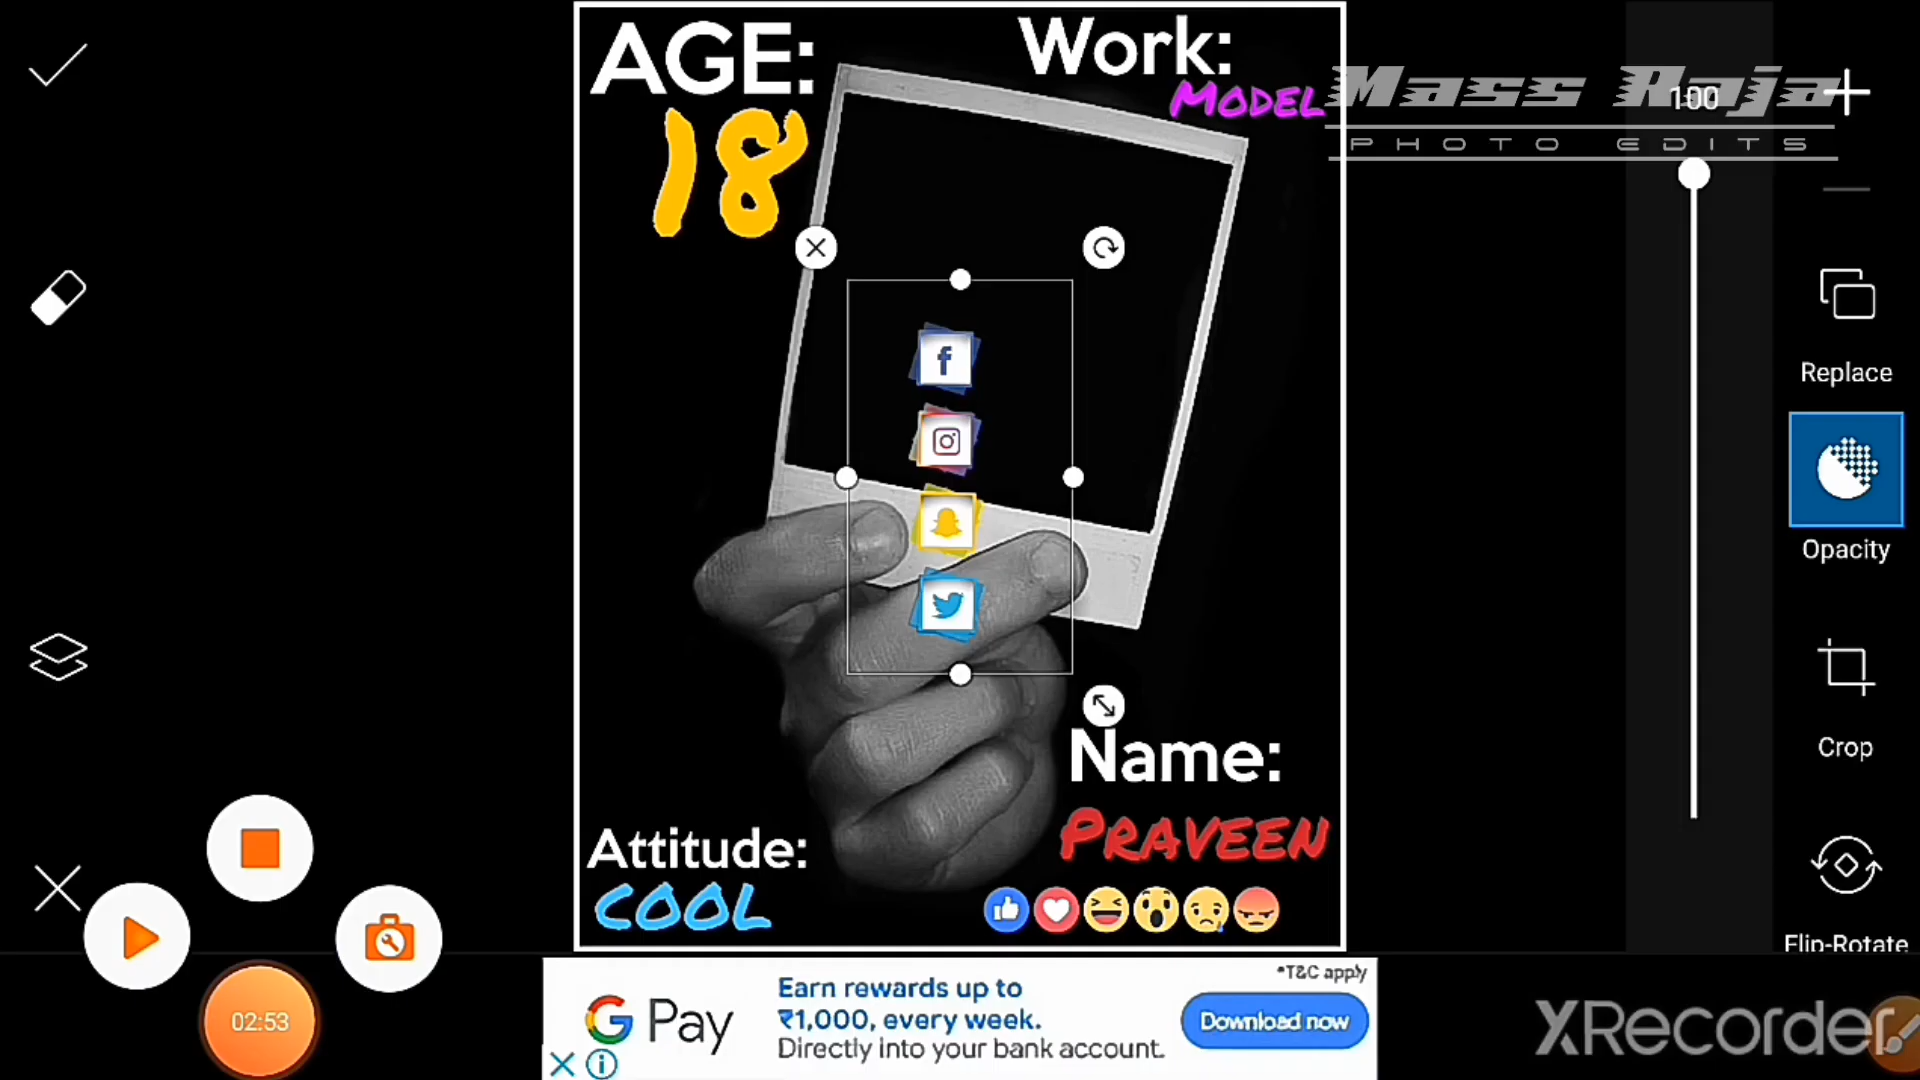 AGE:
18
Work:
MODEL
Mass Raja
PHOTO EDITS
100
Replace
Opacity
Crop
Flip-Rotate
Name:
PRAVEEN
Attitude:
COOL
02:53
G Pay
Earn rewards up to
₹1,000, every week.
Directly into your bank account.
*T&C apply
Download now
XRecorder